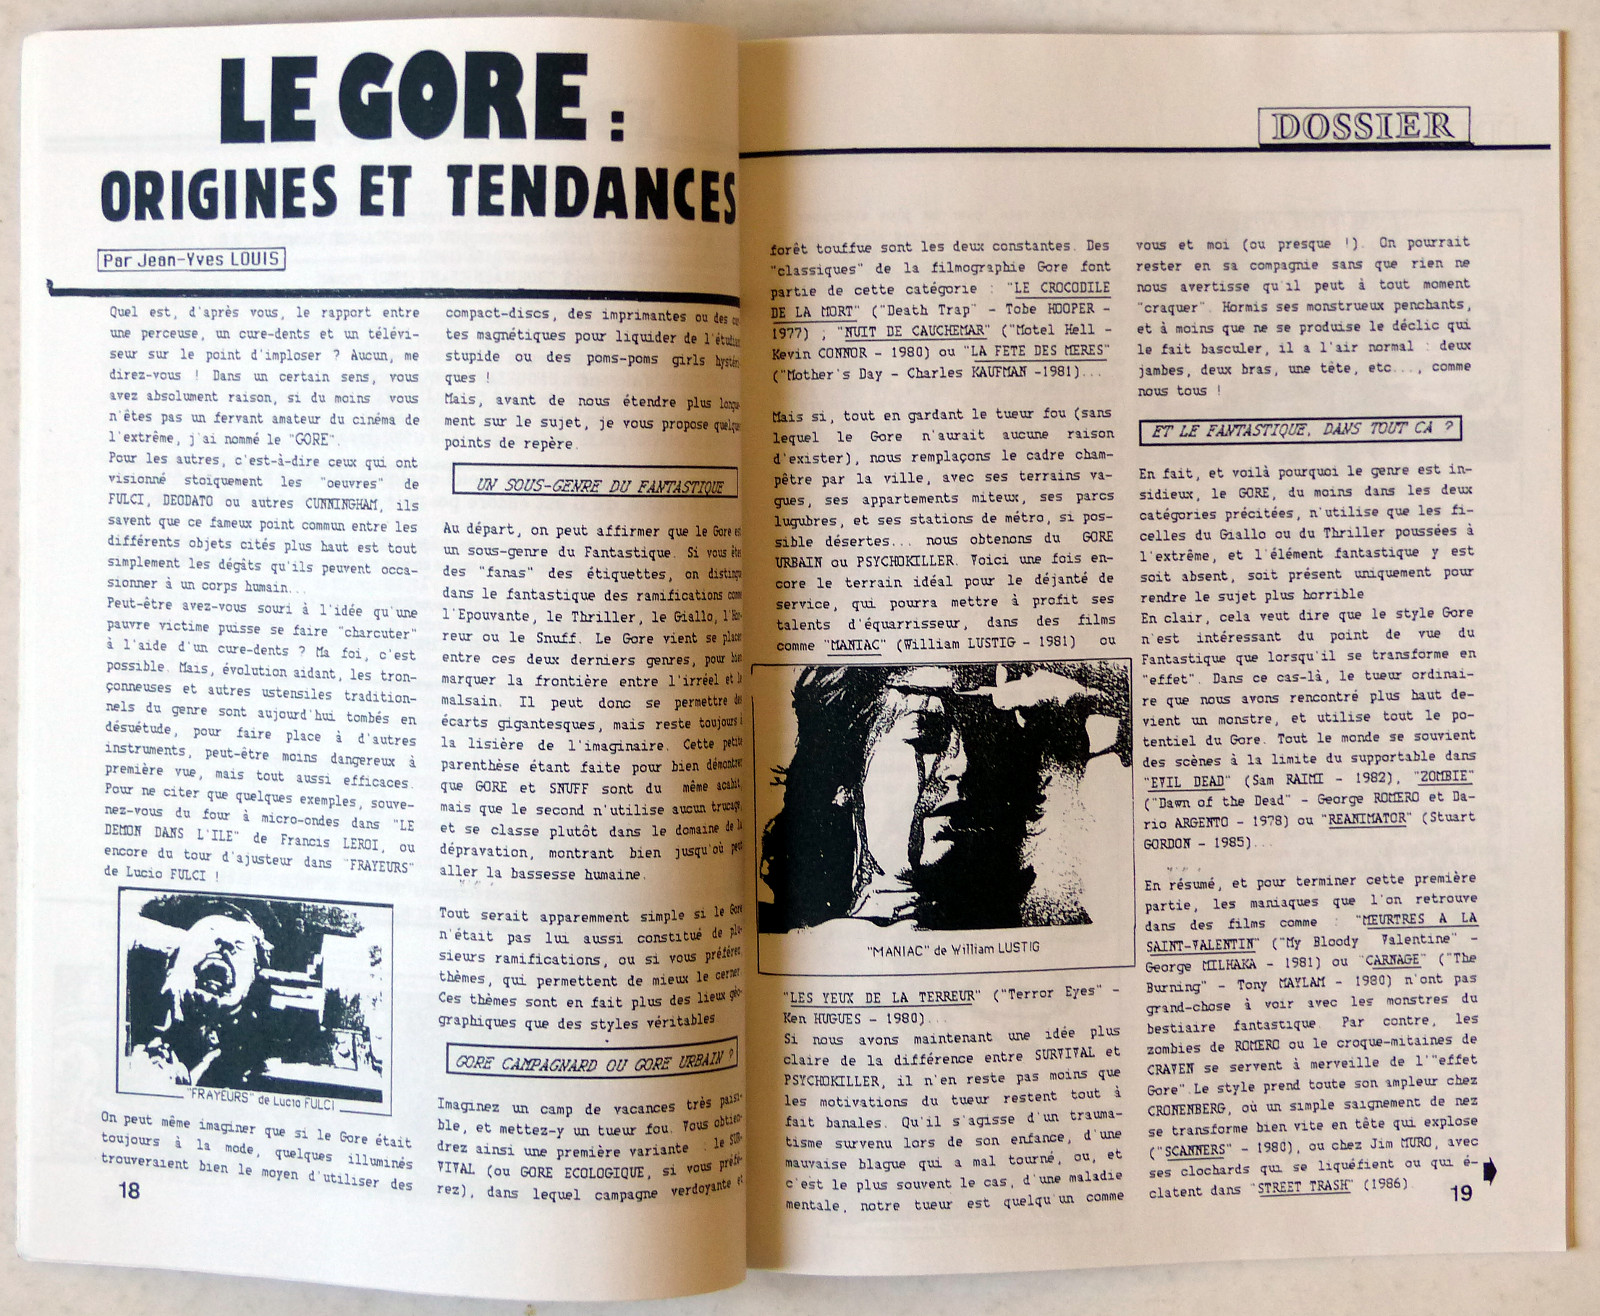 LE GORE :
ORIGINES ET TENDANCES
Par Jean-Yves LOUIS
Quel est, d'après vous, le rapport entre
une perceuse, un cure-dents et un télévi-
seur sur le point d'imploser ? Aucun, me
direz-vous ! Dans un certain sens, vous
avez absolument raison, si du moins vous
n'êtes pas un fervant amateur du cinéma de
l'extrême, j'ai nommé le "GORE".
Pour les autres, c'est-à-dire ceux qui ont
visionné stoïquement les "oeuvres" de
FULCI, DEODATO ou autres CUNNINGHAM, ils
savent que ce fameux point commun entre les
différents objets cités plus haut est tout
simplement les dégâts qu'ils peuvent occa-
sionner à un corps humain...
Peut-être avez-vous souri à l'idée qu'une
pauvre victime puisse se faire "charcuter"
à l'aide d'un cure-dents ? Ma foi, c'est
possible. Mais, évolution aidant, les tron-
çonneuses et autres ustensiles tradition-
nels du genre sont aujourd'hui tombés en
désuétude, pour faire place à d'autres
instruments, peut-être moins dangereux à
première vue, mais tout aussi efficaces.
Pour ne citer que quelques exemples, souve-
nez-vous du four à micro-ondes dans "LE
DEMON DANS L'ILE" de Francis LEROI, ou
encore du tour d'ajusteur dans "FRAYEURS"
de Lucio FULCI !
"FRAYEURS" de Lucio FULCI
On peut même imaginer que si le Gore était
toujours à la mode, quelques illuminés
trouveraient bien le moyen d'utiliser des
18
compact-discs, des imprimantes ou des
tes magnétiques pour liquider de
stupide ou des poms-poms girls
ques !
Mais, avant de nous étendre plus
ment sur le sujet, je vous propose
points de repère.
UN SOUS-GENRE DU FANTASTIQUE
Au départ, on peut affirmer que le Gore
un sous-genre du Fantastique. Si vous
des "fanas" des étiquettes, on
dans le fantastique des ramifications
l'Epouvante, le Thriller, le Giallo,
reur ou le Snuff. Le Gore vient se
entre ces deux derniers genres, pour
marquer la frontière entre l'irréel et
malsain. Il peut donc se permettre
écarts gigantesques, mais reste toujours
la lisière de l'imaginaire. Cette
parenthèse étant faite pour bien
que GORE et SNUFF sont du même
mais que le second n'utilise aucun
et se classe plutôt dans le domaine de
dépravation, montrant bien jusqu'où
aller la bassesse humaine.
Tout serait apparemment simple si le Gore
n'était pas lui aussi constitué de plu-
sieurs ramifications, ou si vous
thèmes, qui permettent de mieux le cerner
Ces thèmes sont en fait plus des lieux géo-
graphiques que des styles véritables
GORE CAMPAGNARD OU GORE URBAIN ?
Imaginez un camp de vacances très paisi-
ble, et mettez-y un tueur fou. Vous obtien-
drez ainsi une première variante : le SUR-
VIVAL (ou GORE ECOLOGIQUE, si vous préfé-
rez), dans lequel campagne verdoyante et
DOSSIER
forêt touffue sont les deux constantes. Des
"classiques" de la filmographie Gore font
partie de cette catégorie : "LE CROCODILE
DE LA MORT" ("Death Trap" - Tobe HOOPER -
1977) ; "NUIT DE CAUCHEMAR" ("Motel Hell -
Kevin CONNOR - 1980) ou "LA FETE DES MERES"
("Mother's Day - Charles KAUFMAN -1981)...
Mais si, tout en gardant le tueur fou (sans
lequel le Gore n'aurait aucune raison
d'exister), nous remplaçons le cadre cham-
pêtre par la ville, avec ses terrains va-
gues, ses appartements miteux, ses parcs
lugubres, et ses stations de métro, si pos-
sible désertes... nous obtenons du GORE
URBAIN ou PSYCHOKILLER. Voici une fois en-
core le terrain idéal pour le déjanté de
service, qui pourra mettre à profit ses
talents d'équarrisseur, dans des films
comme "MANIAC" (William LUSTIG - 1981) ou
"MANIAC" de William LUSTIG
"LES YEUX DE LA TERREUR" ("Terror Eyes" -
Ken HUGUES - 1980)...
Si nous avons maintenant une idée plus
claire de la différence entre SURVIVAL et
PSYCHOKILLER, il n'en reste pas moins que
les motivations du tueur restent tout à
fait banales. Qu'il s'agisse d'un trauma-
tisme survenu lors de son enfance, d'une
mauvaise blague qui a mal tourné, ou, et
c'est le plus souvent le cas, d'une maladie
mentale, notre tueur est quelqu'un comme
vous et moi (ou presque !). On pourrait
rester en sa compagnie sans que rien ne
nous avertisse qu'il peut à tout moment
"craquer". Hormis ses monstrueux penchants,
et à moins que ne se produise le déclic qui
le fait basculer, il a l'air normal : deux
jambes, deux bras, une tête, etc..., comme
nous tous !
ET LE FANTASTIQUE, DANS TOUT CA ?
En fait, et voilà pourquoi le genre est in-
sidieux, le GORE, du moins dans les deux
catégories précitées, n'utilise que les fi-
celles du Giallo ou du Thriller poussées à
l'extrême, et l'élément fantastique y est
soit absent, soit présent uniquement pour
rendre le sujet plus horrible
En clair, cela veut dire que le style Gore
n'est intéressant du point de vue du
Fantastique que lorsqu'il se transforme en
"effet". Dans ce cas-là, le tueur ordinai-
re que nous avons rencontré plus haut de-
vient un monstre, et utilise tout le po-
tentiel du Gore. Tout le monde se souvient
des scènes à la limite du supportable dans
"EVIL DEAD" (Sam RAIMI - 1982), "ZOMBIE"
("Dawn of the Dead" - George ROMERO et Da-
rio ARGENTO - 1978) ou "REANIMATOR" (Stuart
GORDON - 1985)...
En résumé, et pour terminer cette première
partie, les maniaques que l'on retrouve
dans des films comme : "MEURTRES A LA
SAINT-VALENTIN" ("My Bloody Valentine" -
George MILHAKA - 1981) ou "CARNAGE" ("The
Burning" - Tony MAYLAM - 1980) n'ont pas
grand-chose à voir avec les monstres du
bestiaire fantastique. Par contre, les
zombies de ROMERO ou le croque-mitaines de
CRAVEN se servent à merveille de l'"effet
Gore". Le style prend toute son ampleur chez
CRONENBERG, où un simple saignement de nez
se transforme bien vite en tête qui explose
("SCANNERS" - 1980), ou chez Jim MURO, avec
ses clochards qui se liquéfient ou qui é-
clatent dans "STREET TRASH" (1986).
19